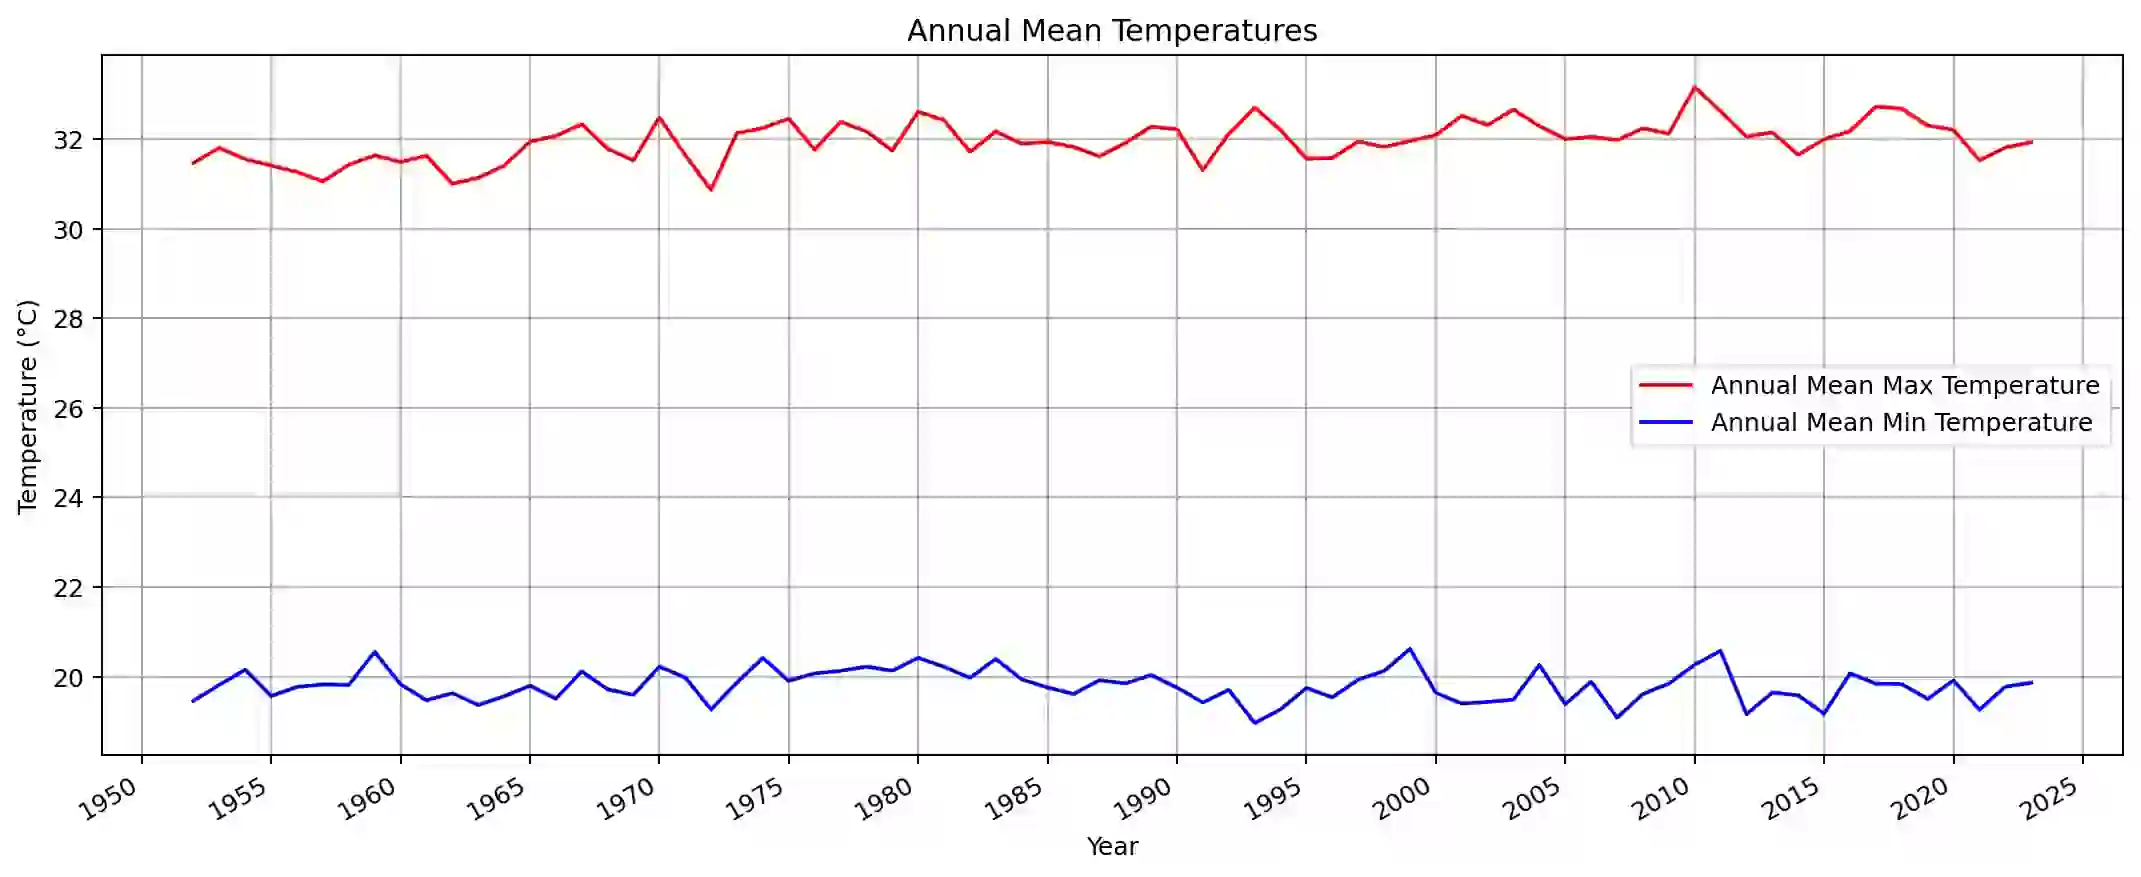 Annual Mean Temperatures
Temperature (°C)
32
30
28
26
24
22
20
Annual Mean Max Temperature
Annual Mean Min Temperature
1950 1955 1960 1965 1970 1975 1980 1985 1990 1995 2000 2005 2010 2015 2020 2025
Year